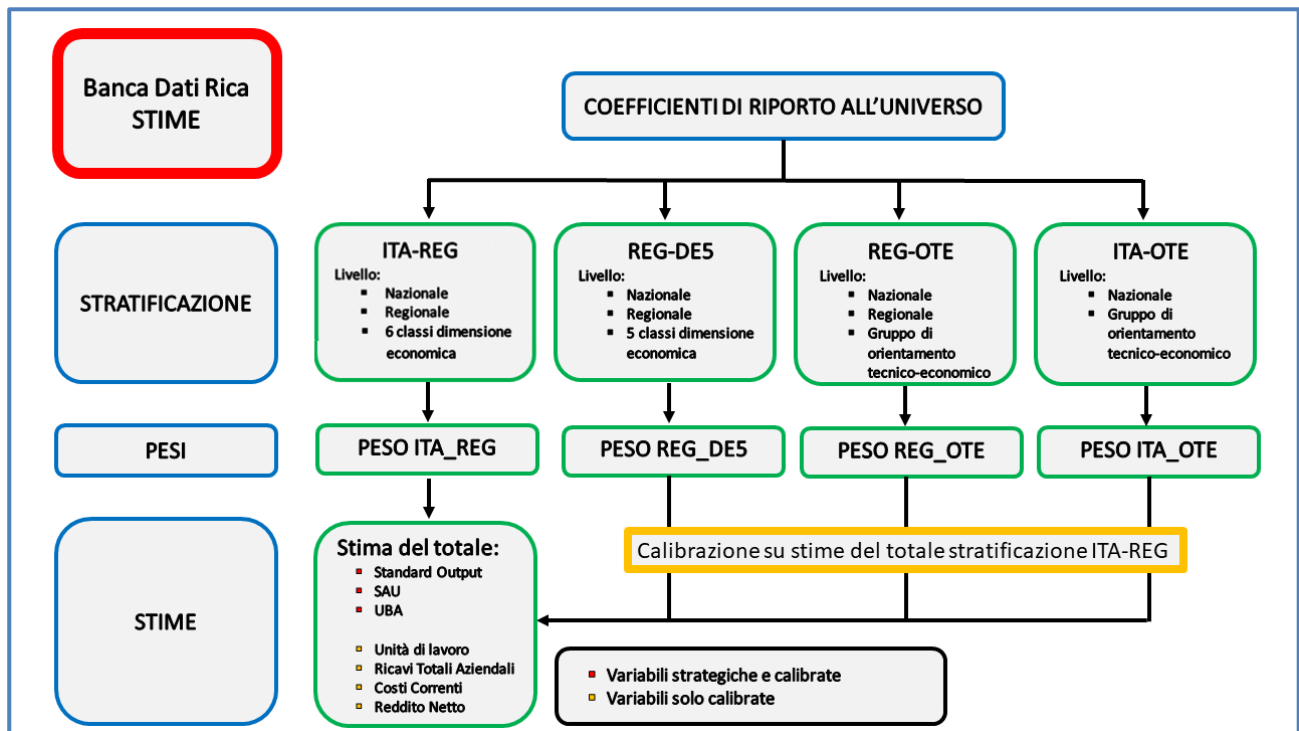 Banca Dati Rica
STIME
COEFFICIENTI DI RIPORTO ALL'UNIVERSO
STRATIFICAZIONE
ITA-REG
Livello:
▪ Nazionale
▪ Regionale
▪ 6 classi dimensione
economica
REG-DE5
Livello:
▪ Nazionale
▪ Regionale
▪ 5 classi dimensione
economica
REG-OTE
Livello:
▪ Nazionale
▪ Regionale
▪ Gruppo di
orientamento
tecnico-economico
ITA-OTE
Livello:
▪ Nazionale
▪ Gruppo di
orientamento
tecnico-economico
PESI
PESO ITA_REG
PESO REG_DE5
PESO REG_OTE
PESO ITA_OTE
STIME
Stima del totale:
▪ Standard Output
▪ SAU
▪ UBA
▪ Unità di lavoro
▪ Ricavi Totali Aziendali
▪ Costi Correnti
▪ Reddito Netto
Calibrazione su stime del totale stratificazione ITA-REG
▪ Variabili strategiche e calibrate
▪ Variabili solo calibrate